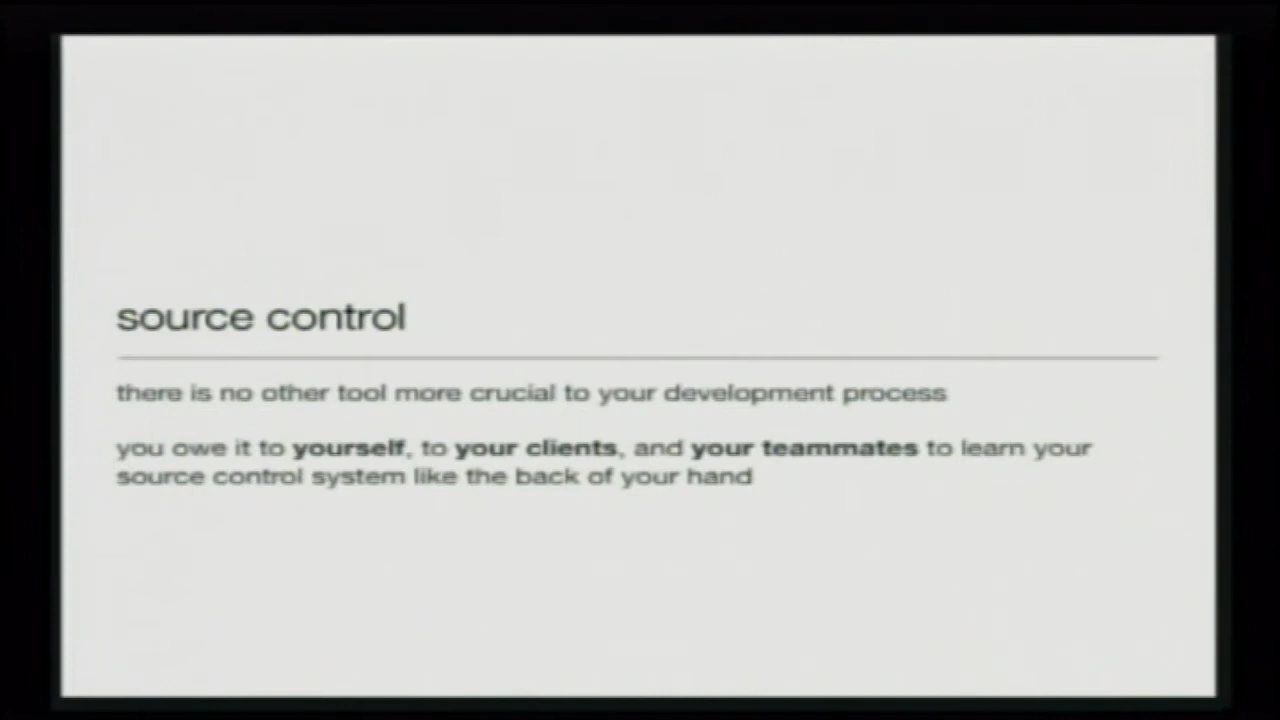 source control
there is no other tool more crucial to your development process
you owe it to yourself, to your clients, and your teammates to learn your
source control system like the back of your hand